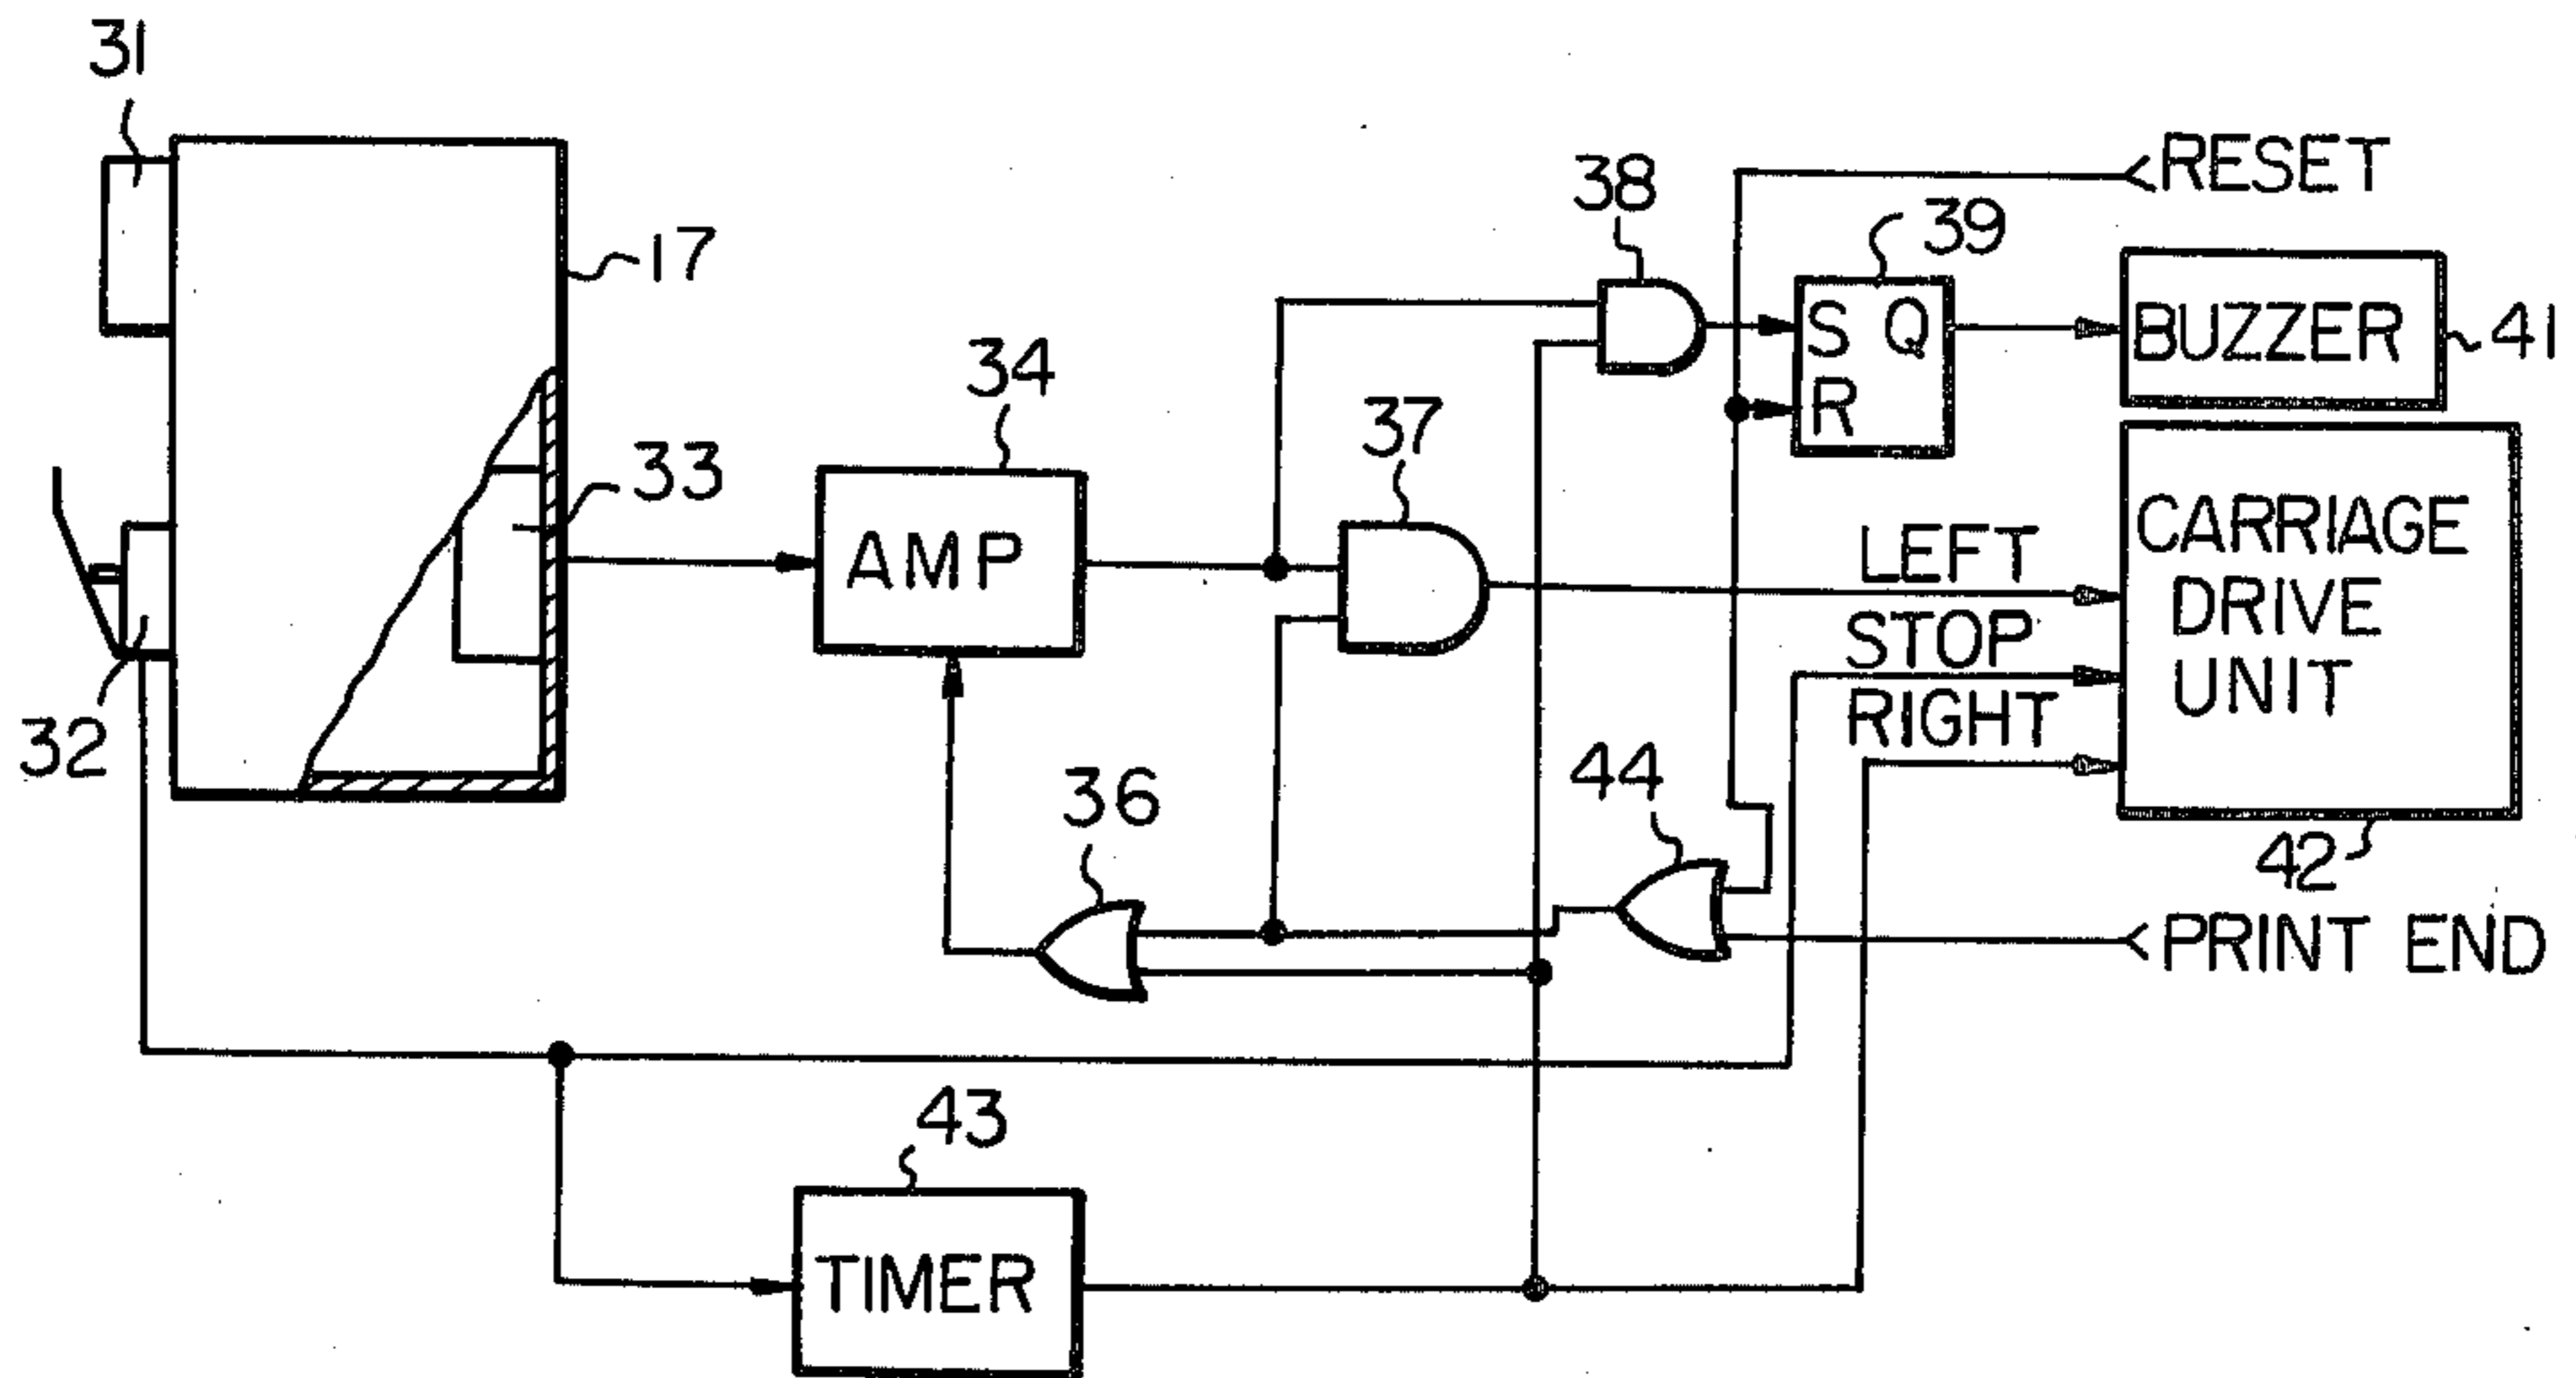 31
17
32
33
34
AMP
36
37
38
39
S Q
R
RESET
BUZZER
41
LEFT
STOP
RIGHT
CARRIAGE
DRIVE
UNIT
42
44
PRINT END
43
TIMER